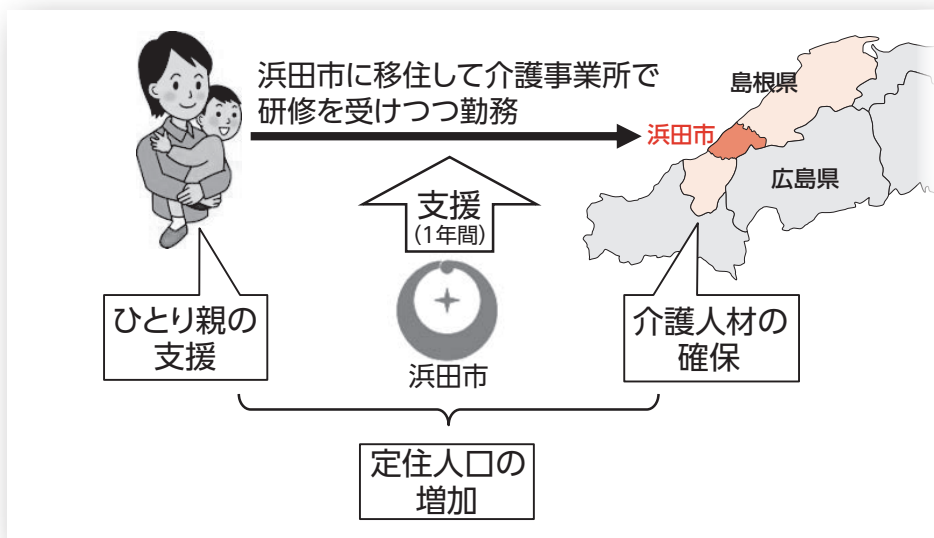 浜田市に移住して介護事業所で
研修を受けつつ勤務
島根県
浜田市
広島県
支援
(1年間)
ひとり親の
支援
浜田市
介護人材の
確保
定住人口の
増加